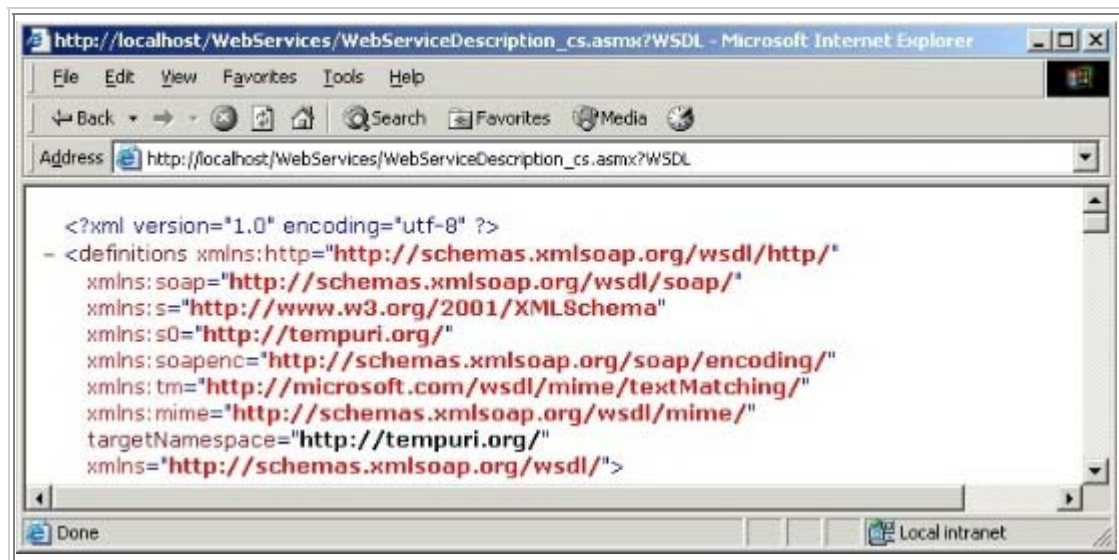 http://localhost/WebServices/WebServiceDescription_cs.asmx?WSDL - Microsoft Internet Explorer
File Edit View Favorites Tools Help
Back Search Favorites Media
Address http://localhost/WebServices/WebServiceDescription_cs.asmx?WSDL
<?xml version="1.0" encoding="utf-8" ?>
- <definitions xmlns:http="http://schemas.xmlsoap.org/wsdl/http/"
xmlns:soap="http://schemas.xmlsoap.org/wsdl/soap/"
xmlns:s="http://www.w3.org/2001/XMLSchema"
xmlns:s0="http://tempuri.org/"
xmlns:soapenc="http://schemas.xmlsoap.org/soap/encoding/"
xmlns:tm="http://microsoft.com/wsdl/mime/textMatching/"
xmlns:mime="http://schemas.xmlsoap.org/wsdl/mime/"
targetNamespace="http://tempuri.org/"
xmlns="http://schemas.xmlsoap.org/wsdl/">
Done Local intranet